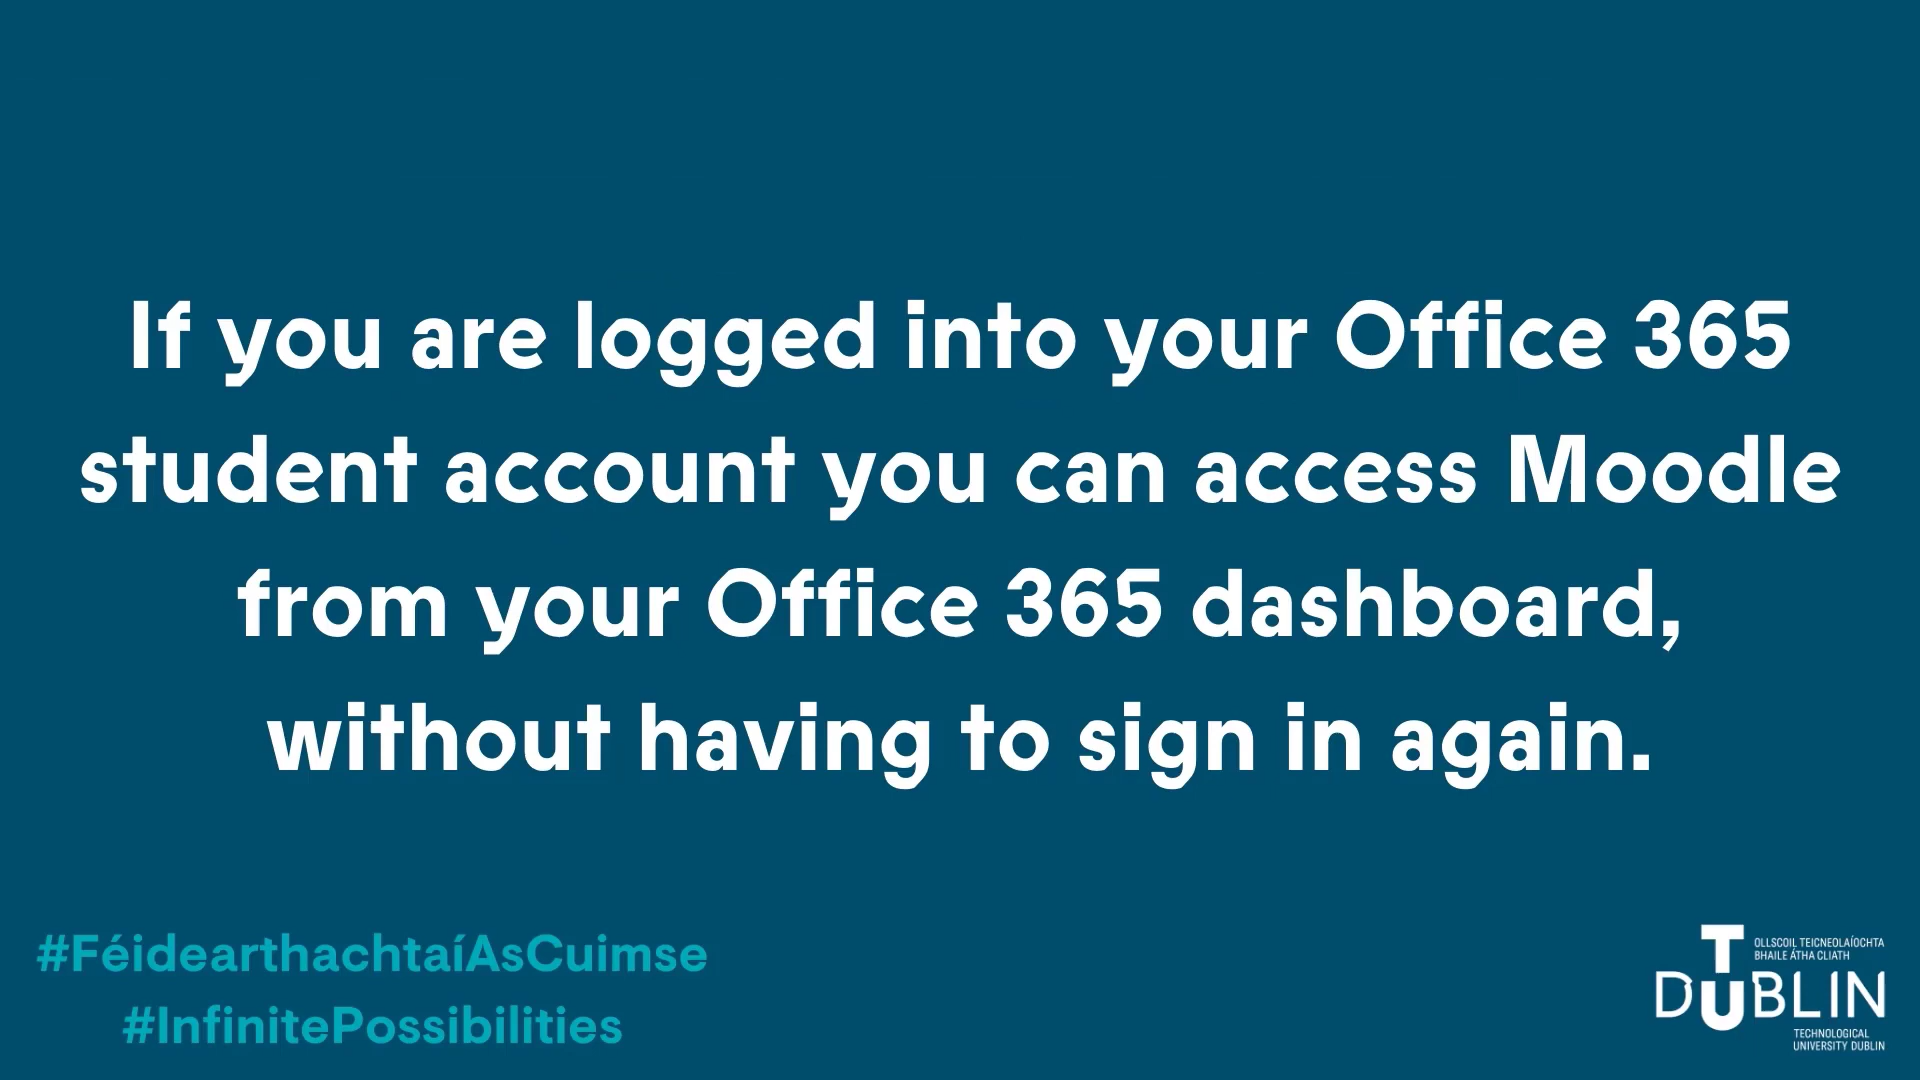 If you are logged into your Office 365
student account you can access Moodle
from your Office 365 dashboard,
without having to sign in again.
#FéidearthachtaíAsCuimse
#InfinitePossibilities
OLLSCOIL TEICNEOLAÍOCHTA
BHAILE ÁTHA CLIATH
TU DUBLIN
TECHNOLOGICAL
UNIVERSITY DUBLIN